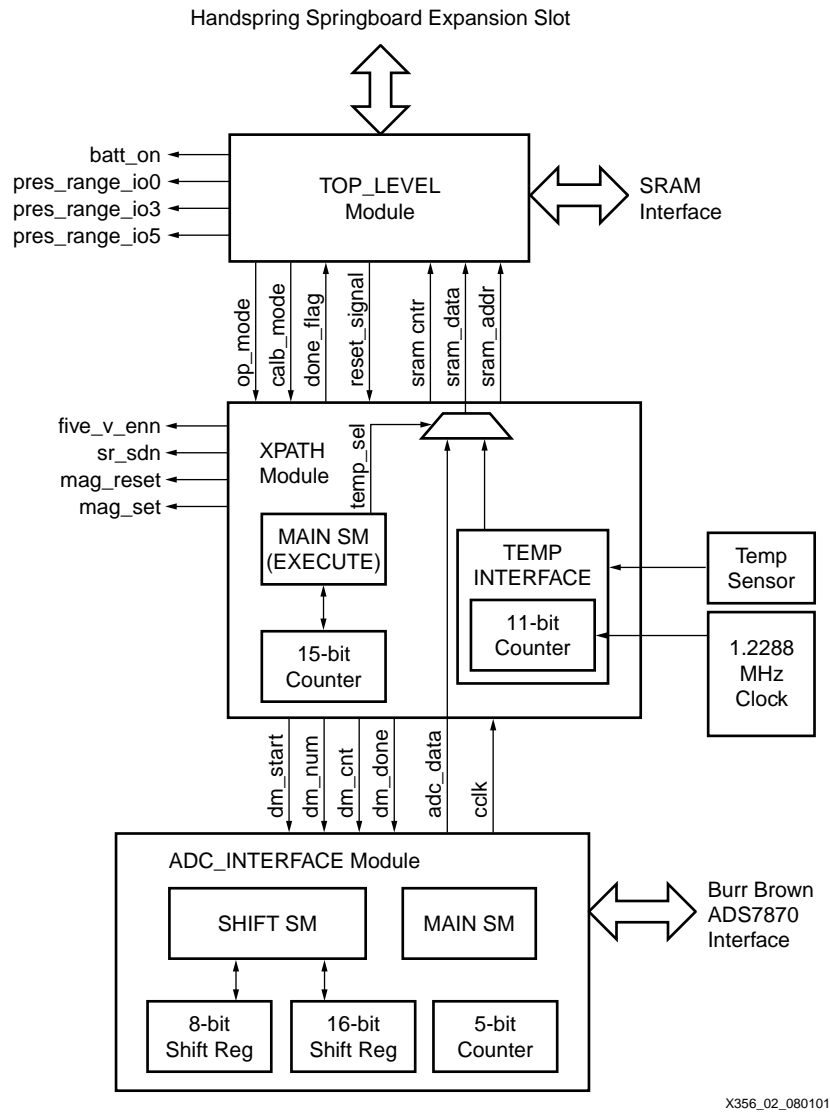 Handspring Springboard Expansion Slot
batt_on
pres_range_io0
pres_range_io3
pres_range_io5
TOP_LEVEL
Module
SRAM
Interface
op_mode
calb_mode
done_flag
reset_signal
sram cntr
sram_data
sram_addr
five_v_enn
sr_sdn
mag_reset
mag_set
XPATH
Module
temp_sel
MAIN SM
(EXECUTE)
15-bit
Counter
TEMP
INTERFACE
11-bit
Counter
Temp
Sensor
1.2288
MHz
Clock
dm_start
dm_num
dm_cnt
dm_done
adc_data
cclk
ADC_INTERFACE Module
SHIFT SM
MAIN SM
8-bit
Shift Reg
16-bit
Shift Reg
5-bit
Counter
Burr Brown
ADS7870
Interface
X356_02_080101